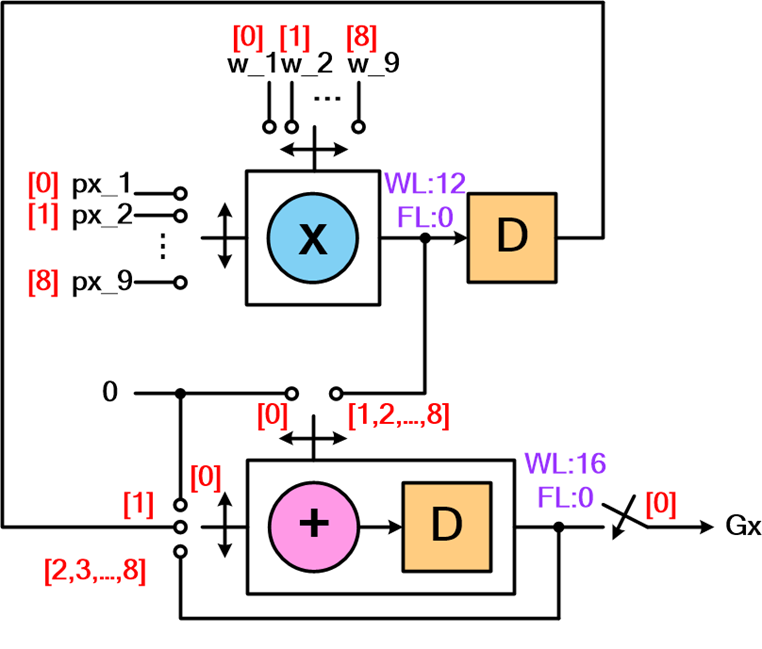 [0] [1] [8]
w_1 w_2 w_9
...
[0] px_1
[1] px_2
⋮
[8] px_9
X
WL:12
FL:0
D
0
[0]
[1,2,...,8]
[0]
[1]
[2,3,...,8]
+
D
WL:16
FL:0
[0]
Gx